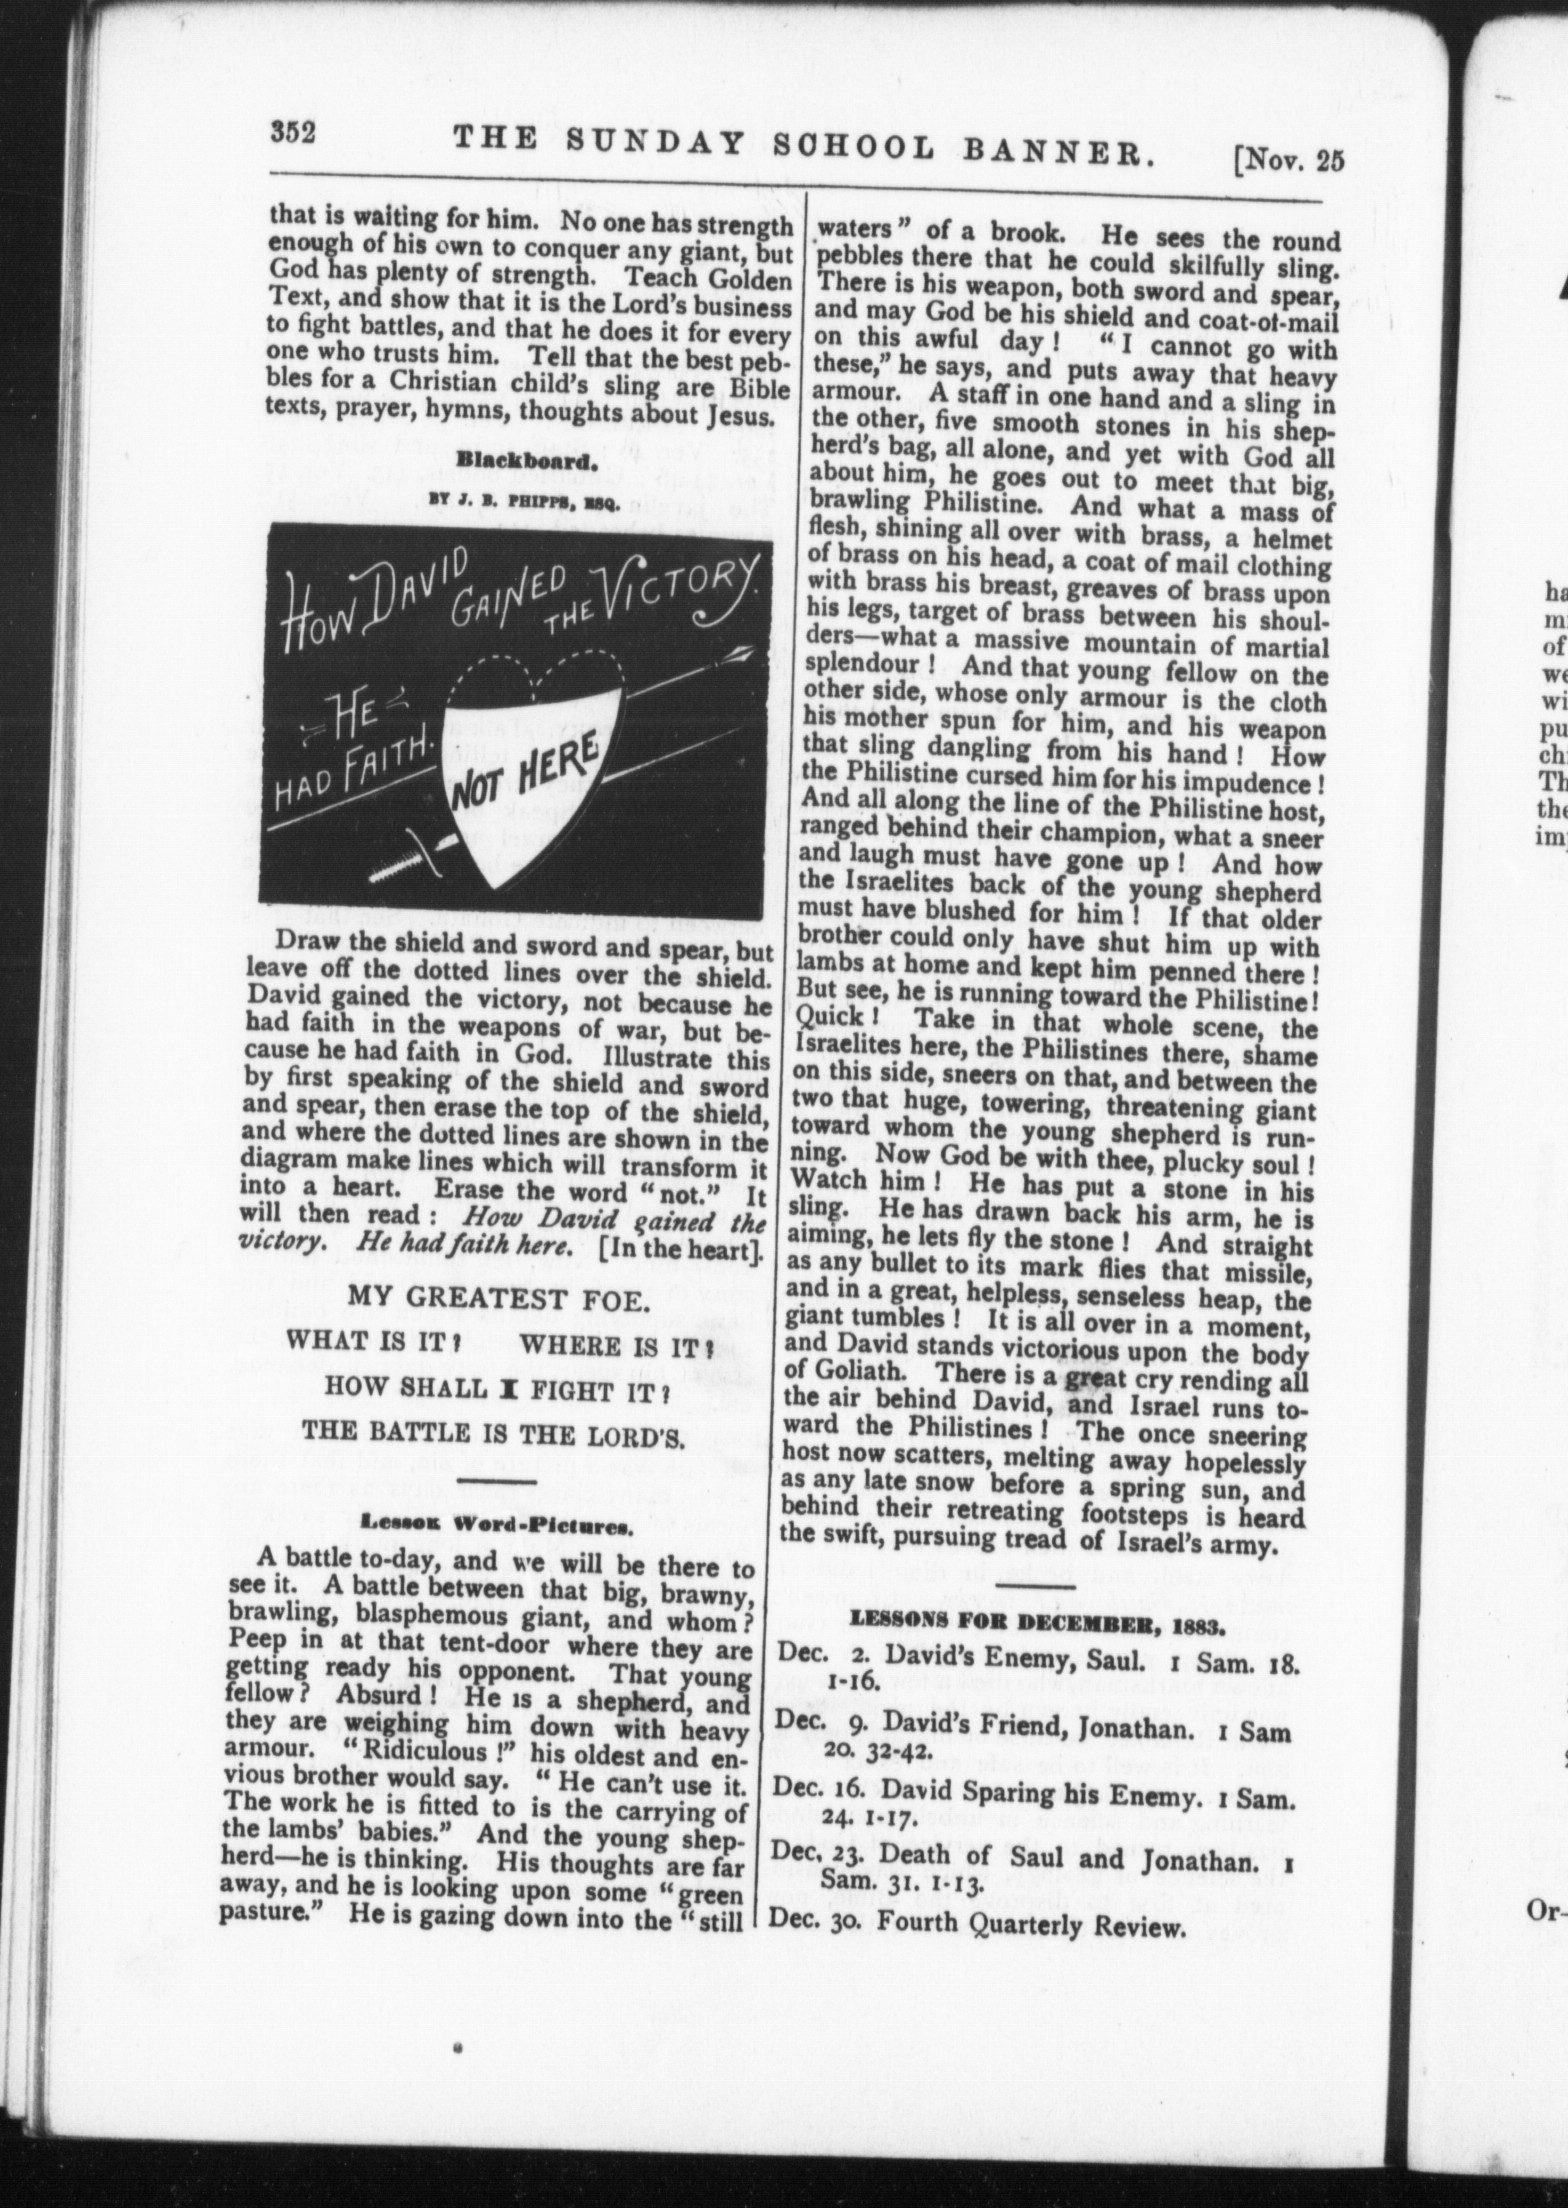 352 THE SUNDAY SCHOOL BANNER. [Nov. 25
that is waiting for him. No one has strength
enough of his own to conquer any giant, but
God has plenty of strength. Teach Golden
Text, and show that it is the Lord's business
to fight battles, and that he does it for every
one who trusts him. Tell that the best peb-
bles for a Christian child's sling are Bible
texts, prayer, hymns, thoughts about Jesus.
Blackboard.
BY J. B. PHIPPS, ESQ.
HOW DAVID GAINED THE VICTORY.
HE
HAD FAITH.
NOT HERE
Draw the shield and sword and spear, but
leave off the dotted lines over the shield.
David gained the victory, not because he
had faith in the weapons of war, but be-
cause he had faith in God. Illustrate this
by first speaking of the shield and sword
and spear, then erase the top of the shield,
and where the dotted lines are shown in the
diagram make lines which will transform it
into a heart. Erase the word "not." It
will then read : How David gained the
victory. He had faith here. [In the heart].
MY GREATEST FOE.
WHAT IS IT? WHERE IS IT?
HOW SHALL I FIGHT IT?
THE BATTLE IS THE LORD'S.
Lesson Word-Pictures.
A battle to-day, and we will be there to
see it. A battle between that big, brawny,
brawling, blasphemous giant, and whom?
Peep in at that tent-door where they are
getting ready his opponent. That young
fellow? Absurd! He is a shepherd, and
they are weighing him down with heavy
armour. "Ridiculous!" his oldest and en-
vious brother would say. "He can't use it.
The work he is fitted to is the carrying of
the lambs' babies." And the young shep-
herd—he is thinking. His thoughts are far
away, and he is looking upon some "green
pasture." He is gazing down into the "still
waters" of a brook. He sees the round
pebbles there that he could skilfully sling.
There is his weapon, both sword and spear,
and may God be his shield and coat-of-mail
on this awful day! "I cannot go with
these," he says, and puts away that heavy
armour. A staff in one hand and a sling in
the other, five smooth stones in his shep-
herd's bag, all alone, and yet with God all
about him, he goes out to meet that big,
brawling Philistine. And what a mass of
flesh, shining all over with brass, a helmet
of brass on his head, a coat of mail clothing
with brass his breast, greaves of brass upon
his legs, target of brass between his shoul-
ders—what a massive mountain of martial
splendour! And that young fellow on the
other side, whose only armour is the cloth
his mother spun for him, and his weapon
that sling dangling from his hand! How
the Philistine cursed him for his impudence!
And all along the line of the Philistine host,
ranged behind their champion, what a sneer
and laugh must have gone up! And how
the Israelites back of the young shepherd
must have blushed for him! If that older
brother could only have shut him up with
lambs at home and kept him penned there!
But see, he is running toward the Philistine!
Quick! Take in that whole scene, the
Israelites here, the Philistines there, shame
on this side, sneers on that, and between the
two that huge, towering, threatening giant
toward whom the young shepherd is run-
ning. Now God be with thee, plucky soul!
Watch him! He has put a stone in his
sling. He has drawn back his arm, he is
aiming, he lets fly the stone! And straight
as any bullet to its mark flies that missile,
and in a great, helpless, senseless heap, the
giant tumbles! It is all over in a moment,
and David stands victorious upon the body
of Goliath. There is a great cry rending all
the air behind David, and Israel runs to-
ward the Philistines! The once sneering
host now scatters, melting away hopelessly
as any late snow before a spring sun, and
behind their retreating footsteps is heard
the swift, pursuing tread of Israel's army.
LESSONS FOR DECEMBER, 1883.
Dec. 2. David's Enemy, Saul. 1 Sam. 18.
1-16.
Dec. 9. David's Friend, Jonathan. 1 Sam
20. 32-42.
Dec. 16. David Sparing his Enemy. 1 Sam.
24. 1-17.
Dec. 23. Death of Saul and Jonathan. 1
Sam. 31. 1-13.
Dec. 30. Fourth Quarterly Review.
of
the
Or-